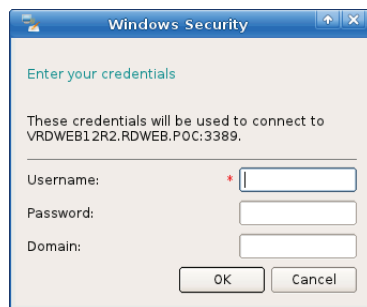 Windows Security
Enter your credentials
These credentials will be used to connect to
VRDWEB12R2.RDWEB.POC:3389.
Username: *
Password:
Domain:
OK Cancel